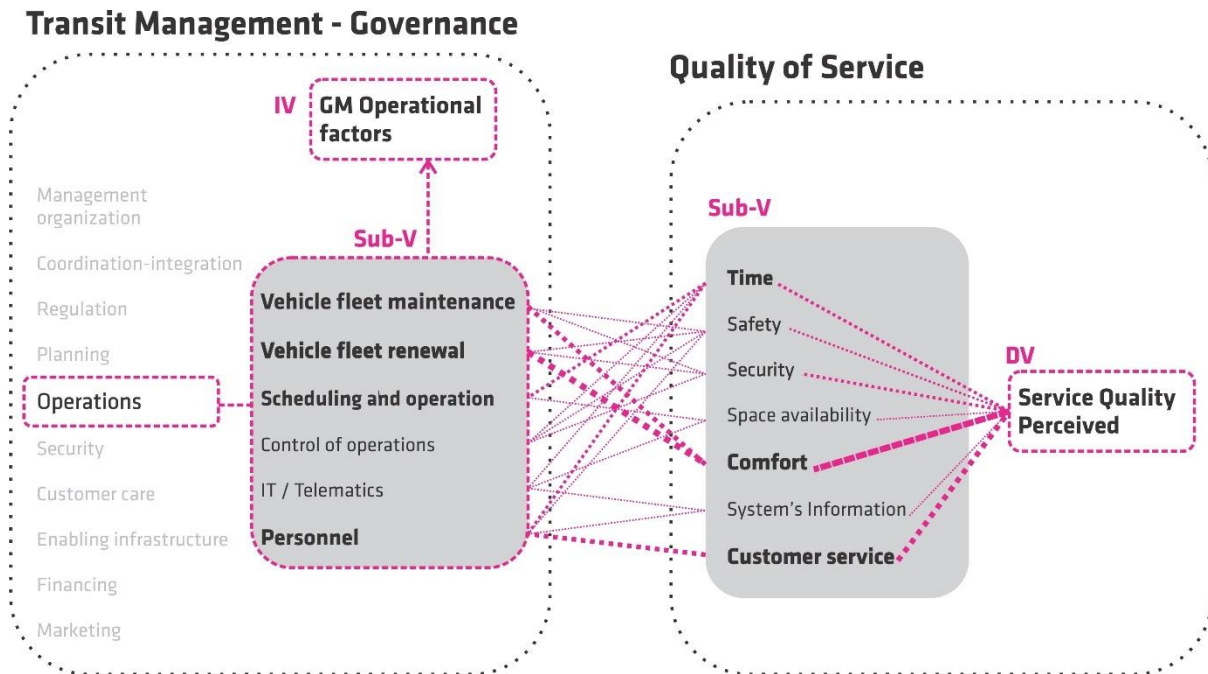 Transit Management - Governance
IV
GM Operational
factors
Management
organization
Coordination-integration
Regulation
Planning
Operations
Security
Customer care
Enabling infrastructure
Financing
Marketing
Sub-V
Vehicle fleet maintenance
Vehicle fleet renewal
Scheduling and operation
Control of operations
IT / Telematics
Personnel
Quality of Service
Sub-V
Time
Safety
Security
Space availability
Comfort
System's Information
Customer service
DV
Service Quality
Perceived